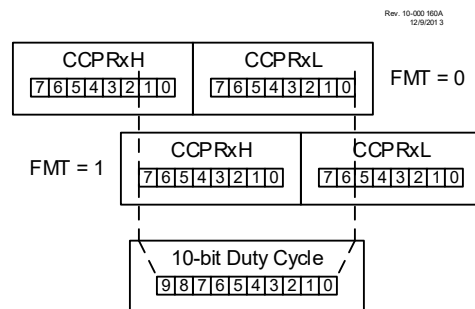 Rev. 10-000 160A
12/9/201 3
CCPRxH CCPRxL
7 6 5 4 3 2 1 0 7 6 5 4 3 2 1 0 FMT = 0
CCPRxH CCPRxL
FMT = 1 7 6 5 4 3 2 1 0 7 6 5 4 3 2 1 0
10-bit Duty Cycle
9 8 7 6 5 4 3 2 1 0